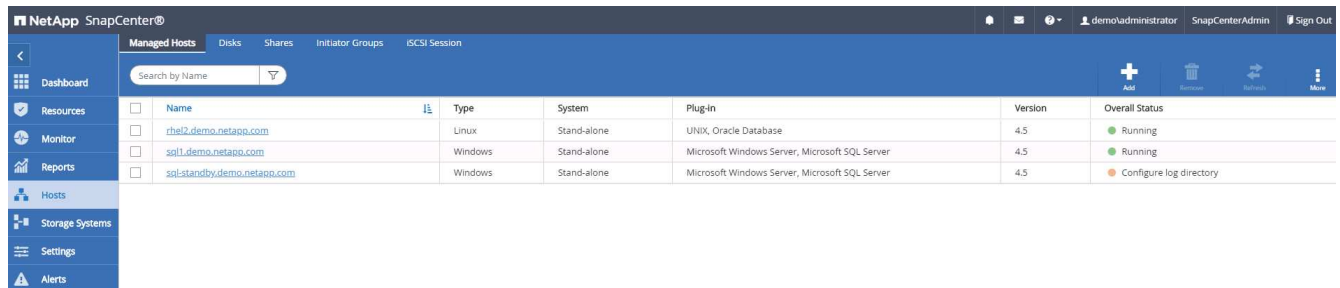 NetApp SnapCenter®
demo\administrator SnapCenterAdmin Sign Out
Managed Hosts Disks Shares Initiator Groups iSCSI Session
Search by Name
Add Remove Refresh More
Dashboard
Resources
Monitor
Reports
Hosts
Storage Systems
Settings
Alerts
Name Type System Plug-in Version Overall Status
rhel2.demo.netapp.com Linux Stand-alone UNIX, Oracle Database 4.5 Running
sql1.demo.netapp.com Windows Stand-alone Microsoft Windows Server, Microsoft SQL Server 4.5 Running
sql-standby.demo.netapp.com Windows Stand-alone Microsoft Windows Server, Microsoft SQL Server 4.5 Configure log directory